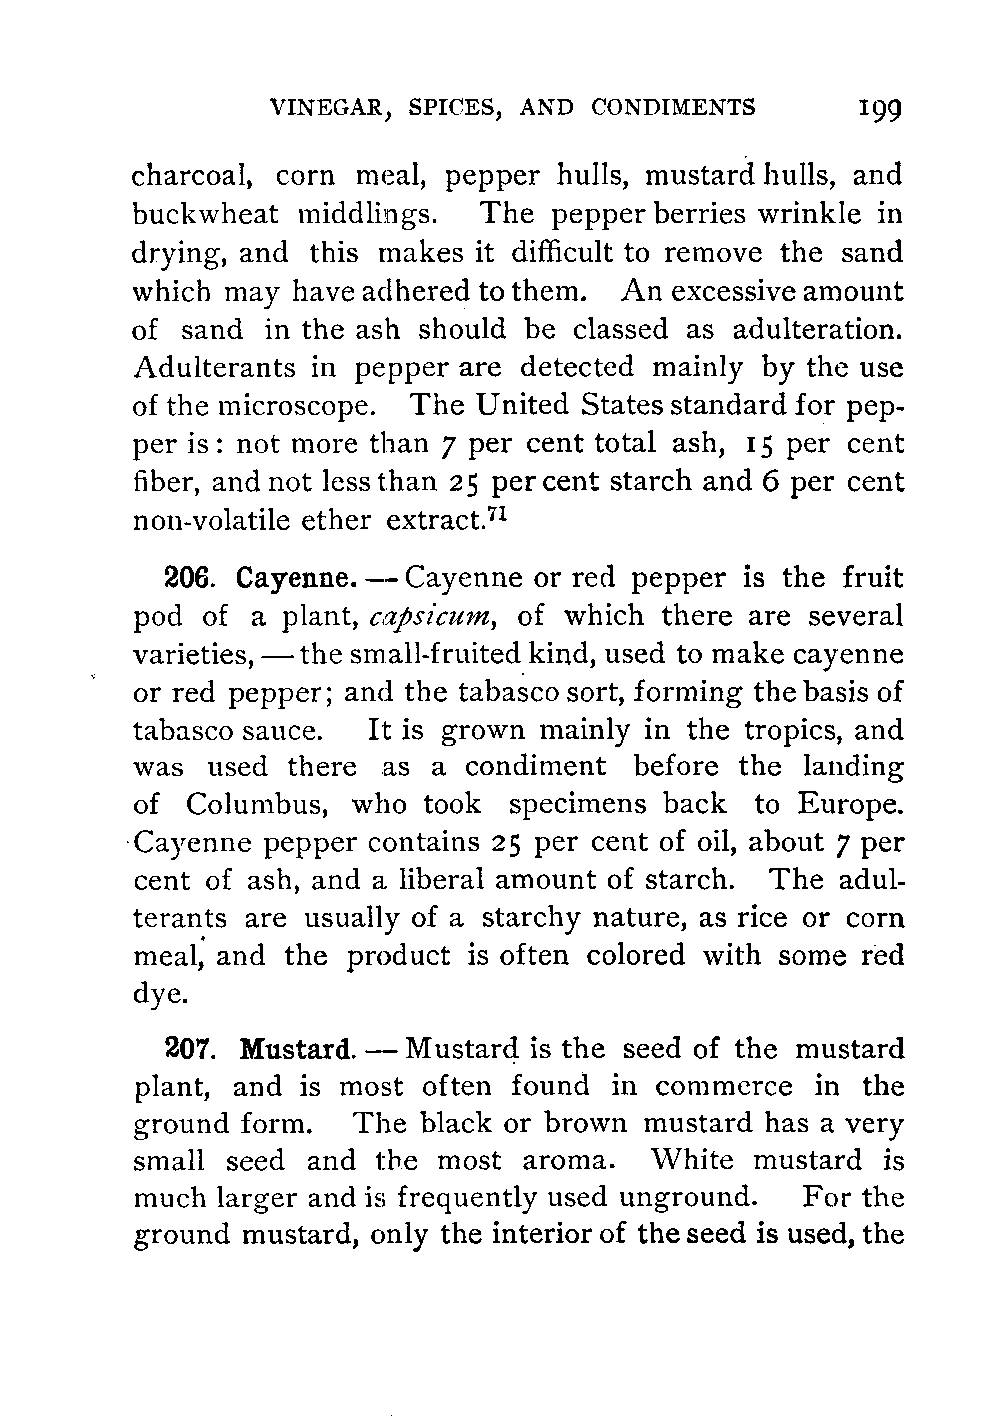 VINEGAR, SPICES, AND CONDIMENTS 199
charcoal, corn meal, pepper hulls, mustard hulls, and
buckwheat middlings. The pepper berries wrinkle in
drying, and this makes it difficult to remove the sand
which may have adhered to them. An excessive amount
of sand in the ash should be classed as adulteration.
Adulterants in pepper are detected mainly by the use
of the microscope. The United States standard for pep-
per is: not more than 7 per cent total ash, 15 per cent
fiber, and not less than 25 per cent starch and 6 per cent
non-volatile ether extract.⁷¹
206. Cayenne. — Cayenne or red pepper is the fruit
pod of a plant, capsicum, of which there are several
varieties, — the small-fruited kind, used to make cayenne
or red pepper; and the tabasco sort, forming the basis of
tabasco sauce. It is grown mainly in the tropics, and
was used there as a condiment before the landing
of Columbus, who took specimens back to Europe.
Cayenne pepper contains 25 per cent of oil, about 7 per
cent of ash, and a liberal amount of starch. The adul-
terants are usually of a starchy nature, as rice or corn
meal, and the product is often colored with some red
dye.
207. Mustard. — Mustard is the seed of the mustard
plant, and is most often found in commerce in the
ground form. The black or brown mustard has a very
small seed and the most aroma. White mustard is
much larger and is frequently used unground. For the
ground mustard, only the interior of the seed is used, the